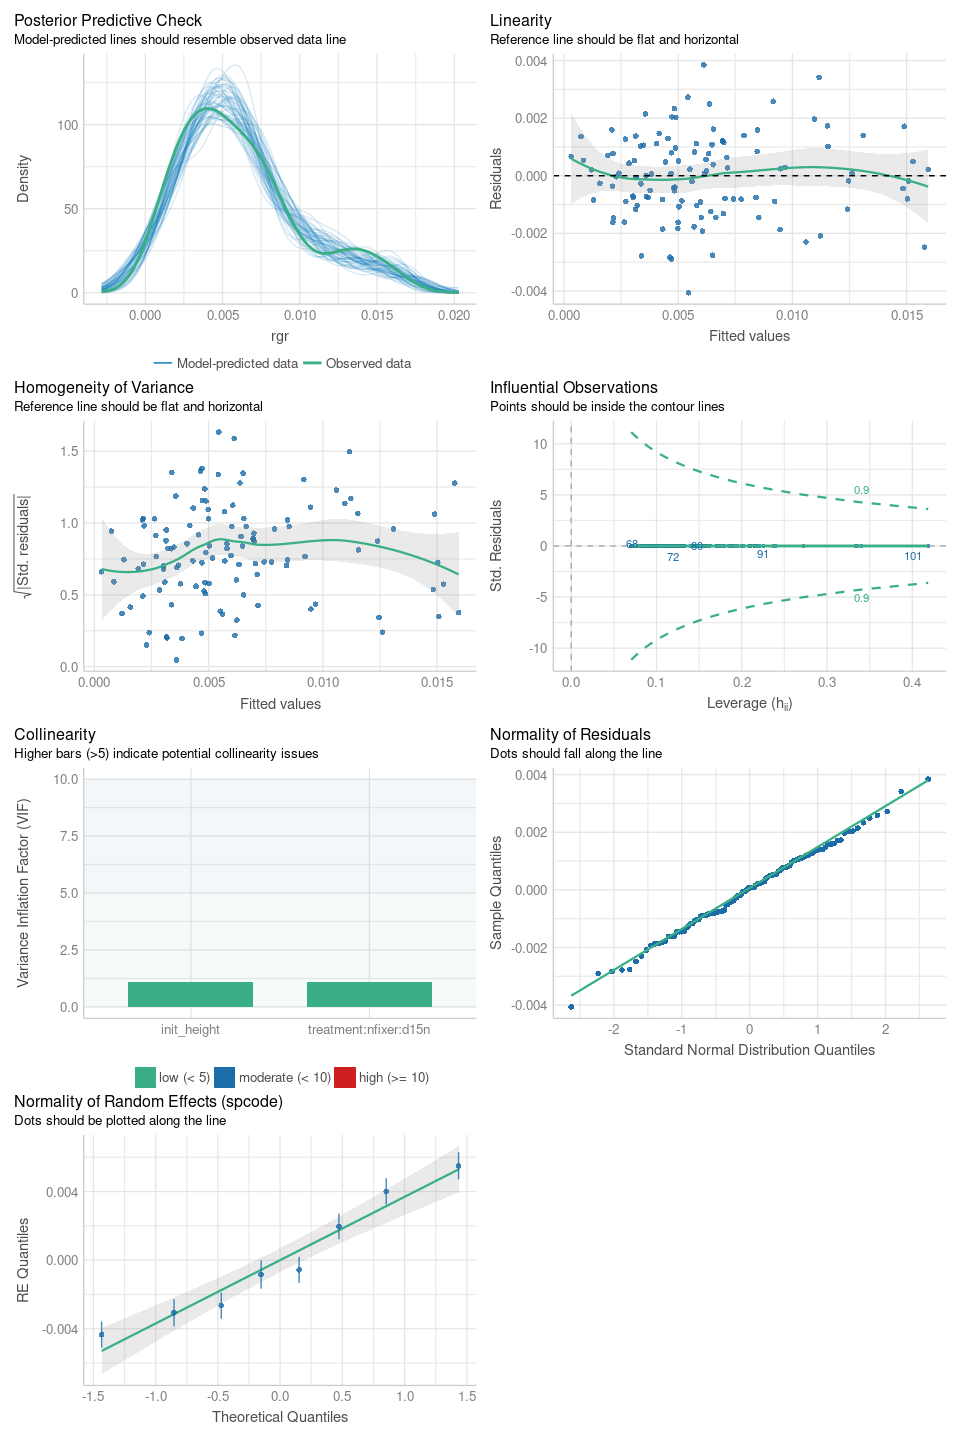 Posterior Predictive Check
Model-predicted lines should resemble observed data line
Density
100
50
0
0.000 0.005 0.010 0.015 0.020
rgr
Model-predicted data Observed data
Linearity
Reference line should be flat and horizontal
Residuals
0.004
0.002
0.000
-0.002
-0.004
0.000 0.005 0.010 0.015
Fitted values
Homogeneity of Variance
Reference line should be flat and horizontal
√|Std. residuals|
1.5
1.0
0.5
0.0
0.000 0.005 0.010 0.015
Fitted values
Influential Observations
Points should be inside the contour lines
Std. Residuals
10
5
0
-5
-10
0.9
68
80
72
91
101
0.9
0.0 0.1 0.2 0.3 0.4
Leverage (hii)
Collinearity
Higher bars (>5) indicate potential collinearity issues
Variance Inflation Factor (VIF)
10.0
7.5
5.0
2.5
0.0
init_height treatment:nfixer:d15n
low (< 5) moderate (< 10) high (>= 10)
Normality of Residuals
Dots should fall along the line
Sample Quantiles
0.004
0.002
0.000
-0.002
-0.004
-2 -1 0 1 2
Standard Normal Distribution Quantiles
Normality of Random Effects (spcode)
Dots should be plotted along the line
RE Quantiles
0.004
0.000
-0.004
-1.5 -1.0 -0.5 0.0 0.5 1.0 1.5
Theoretical Quantiles